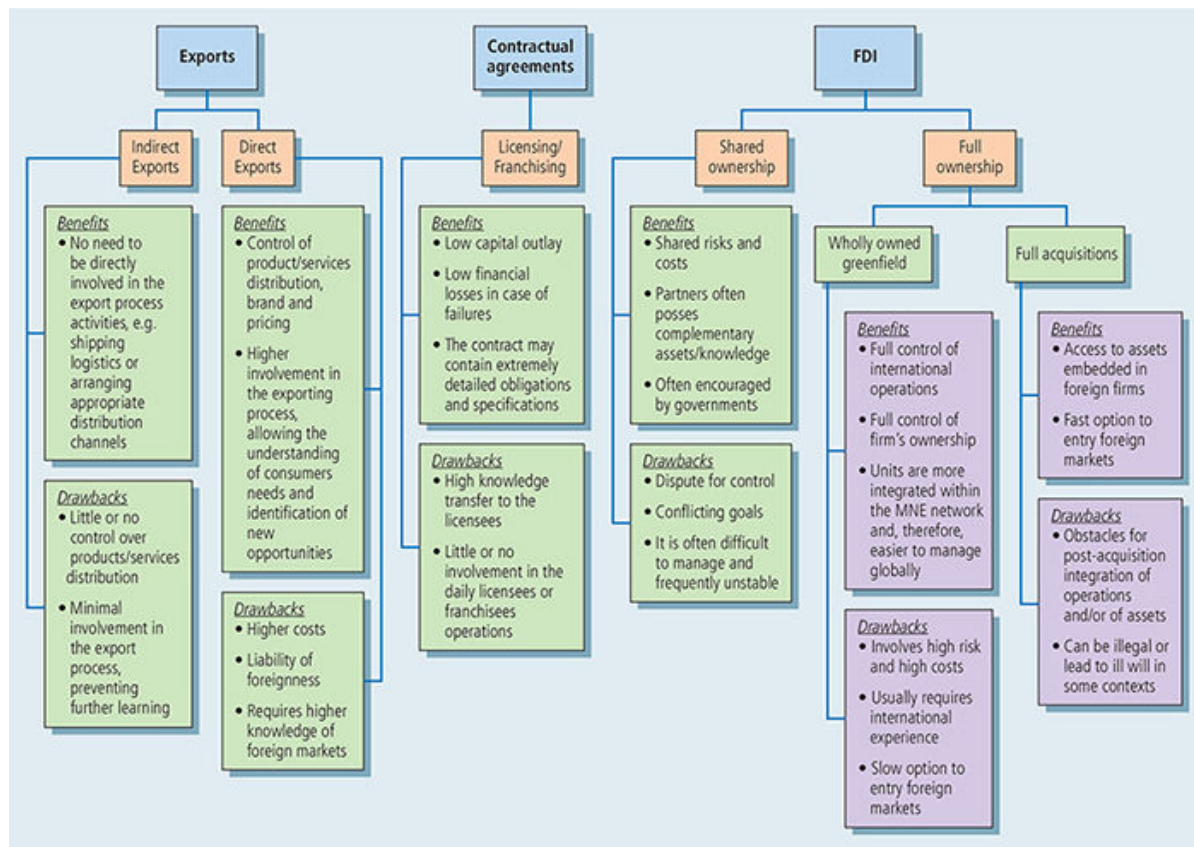 Exports
Contractual
agreements
FDI
Indirect
Exports
Direct
Exports
Licensing/
Franchising
Shared
ownership
Full
ownership
Benefits
• No need to
be directly
involved in the
export process
activities, e.g.
shipping
logistics or
arranging
appropriate
distribution
channels
Drawbacks
• Little or no
control over
products/services
distribution
• Minimal
involvement in
the export
process,
preventing
further learning
Benefits
• Control of
product/services
distribution,
brand and
pricing
• Higher
involvement in
the exporting
process,
allowing the
understanding
of consumers
needs and
identification of
new
opportunities
Drawbacks
• Higher costs
• Liability of
foreignness
• Requires higher
knowledge of
foreign markets
Benefits
• Low capital outlay
• Low financial
losses in case of
failures
• The contract may
contain extremely
detailed obligations
and specifications
Drawbacks
• High knowledge
transfer to the
licensees
• Little or no
involvement in the
daily licensees or
franchisees
operations
Benefits
• Shared risks and
costs
• Partners often
posses
complementary
assets/knowledge
• Often encouraged
by governments
Drawbacks
• Dispute for control
• Conflicting goals
• It is often difficult
to manage and
frequently unstable
Wholly owned
greenfield
Full acquisitions
Benefits
• Full control of
international
operations
• Full control of
firm's ownership
• Units are more
integrated within
the MNE network
and, therefore,
easier to manage
globally
Drawbacks
• Involves high risk
and high costs
• Usually requires
international
experience
• Slow option to
entry foreign
markets
Benefits
• Access to assets
embedded in
foreign firms
• Fast option to
entry foreign
markets
Drawbacks
• Obstacles for
post-acquisition
integration of
operations
and/or of assets
• Can be illegal or
lead to ill will in
some contexts